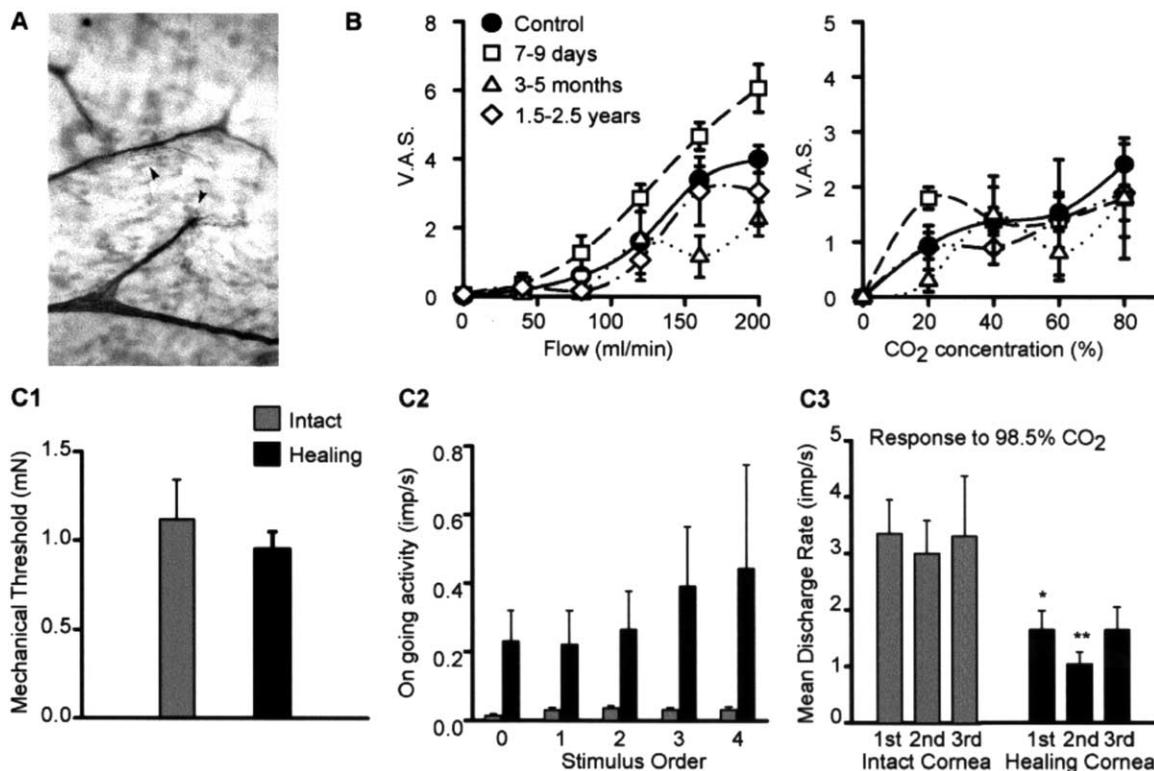 A
B
Control
7-9 days
3-5 months
1.5-2.5 years
V.A.S.
8
6
4
2
0
0 50 100 150 200
Flow (ml/min)
V.A.S.
5
4
3
2
1
0
0 20 40 60 80
CO2 concentration (%)
C1
Intact
Healing
Mechanical Threshold (mN)
1.5
1.0
0.5
0.0
C2
On going activity (imp/s)
0.8
0.6
0.4
0.2
0.0
0 1 2 3 4
Stimulus Order
C3
Response to 98.5% CO2
Mean Discharge Rate (imp/s)
5
4
3
2
1
0
* **
1st 2nd 3rd 1st 2nd 3rd
Intact Cornea Healing Cornea